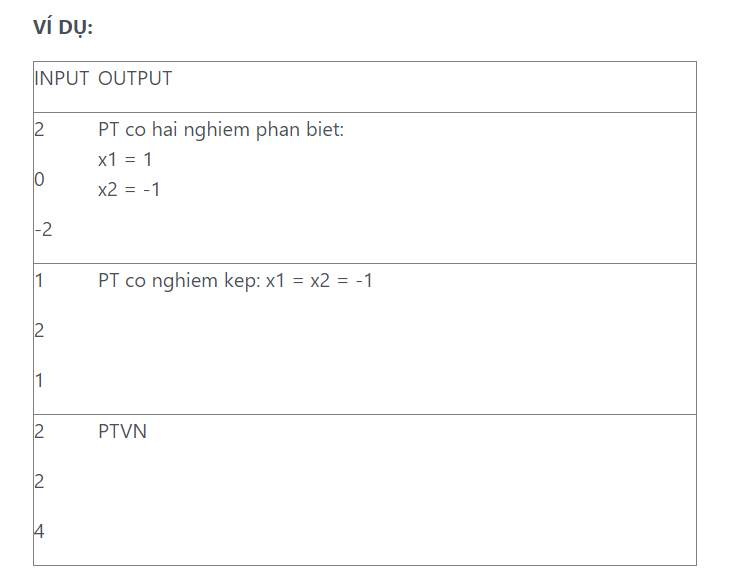 VÍ DỤ:
INPUT OUTPUT
2 PT co hai nghiem phan biet:
x1 = 1
0
x2 = -1
-2
1 PT co nghiem kep: x1 = x2 = -1
2
1
2 PTVN
2
4